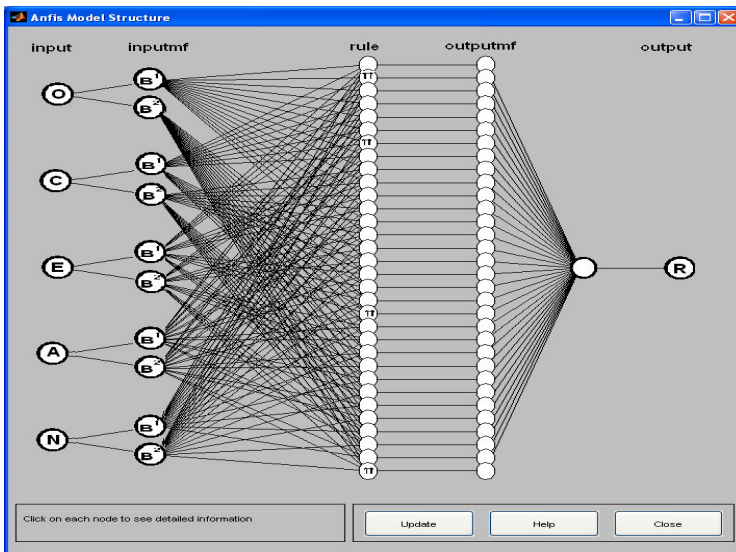 Anfis Model Structure
input inputmf rule outputmf output
O
B1
B2
C
B1
B2
E
B1
B2
A
B1
B2
N
B1
B2
π
π
π
π
R
Click on each node to see detailed information
Update Help Close